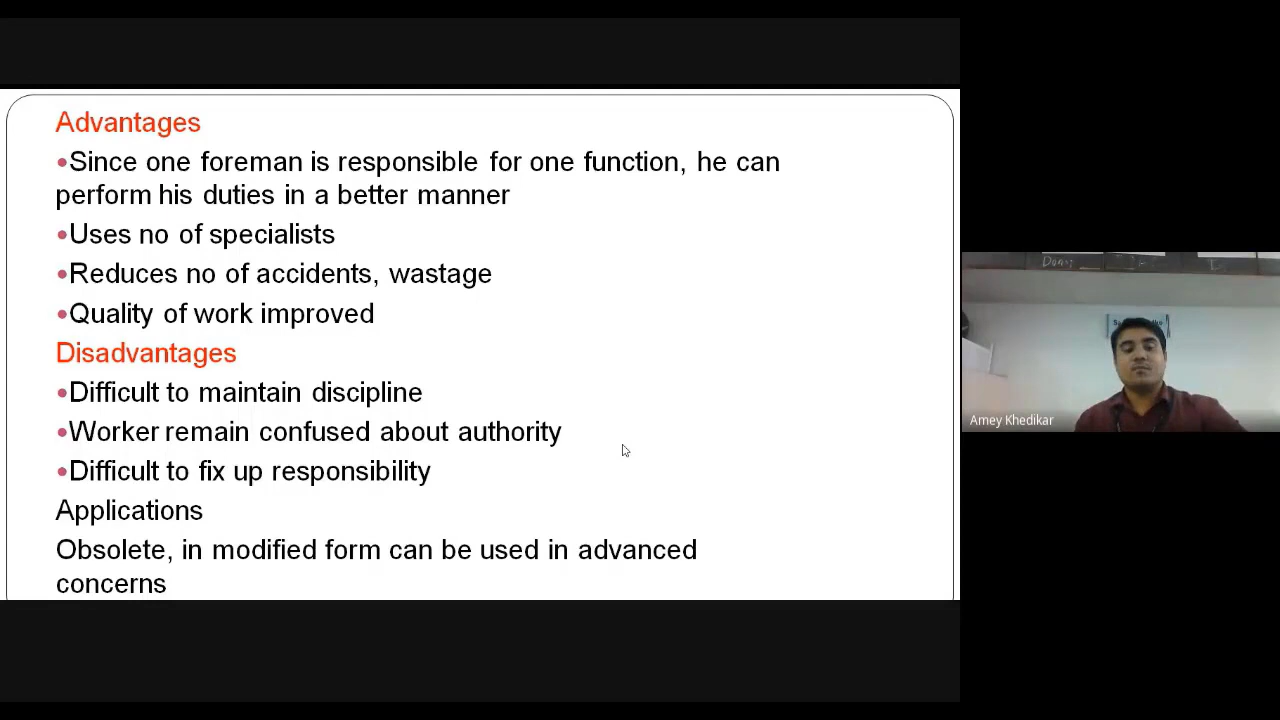 Advantages
•Since one foreman is responsible for one function, he can
perform his duties in a better manner
•Uses no of specialists
•Reduces no of accidents, wastage
•Quality of work improved
Disadvantages
•Difficult to maintain discipline
•Worker remain confused about authority
•Difficult to fix up responsibility
Applications
Obsolete, in modified form can be used in advanced
concerns
Amey Khedikar